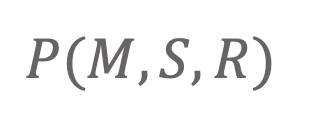 P(M, S, R)